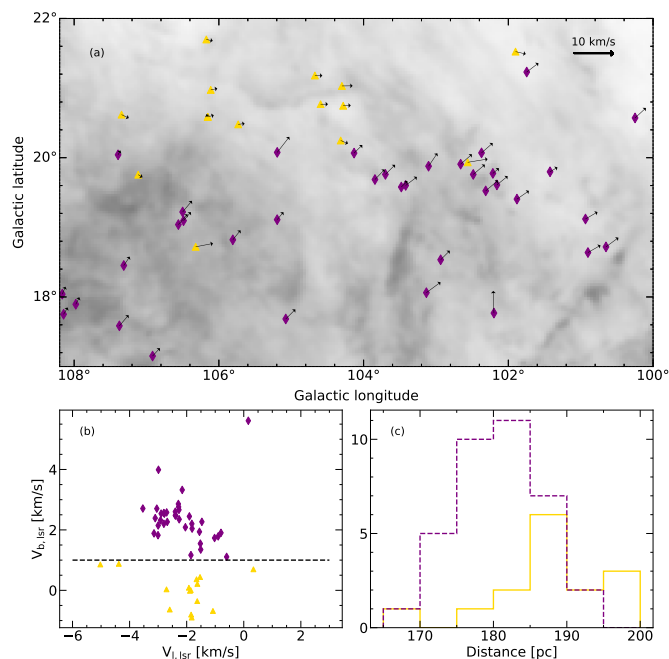 22°
(a)
10 km/s
20°
18°
Galactic latitude
108°
106°
104°
102°
100°
Galactic longitude
(b)
4
2
0
V_b, lsr [km/s]
−6
−4
−2
0
2
V_l, lsr [km/s]
(c)
10
5
0
170
180
190
200
Distance [pc]